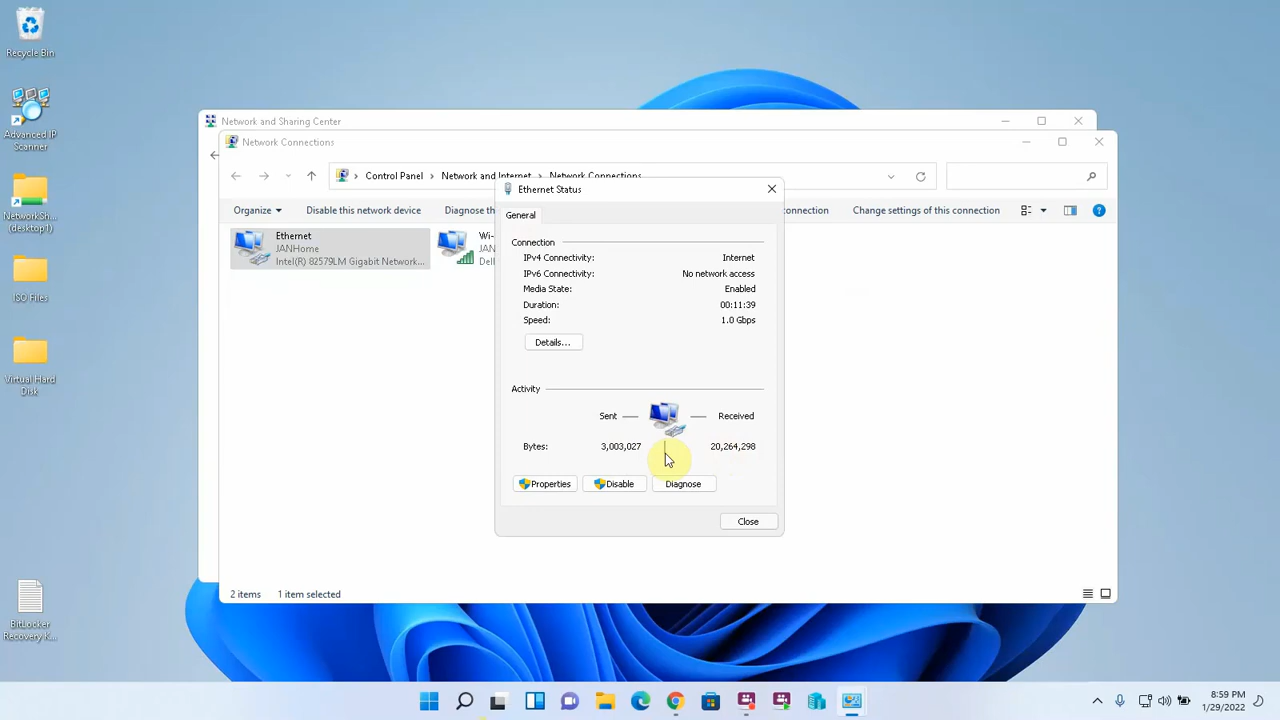 Recycle Bin
Advanced IP
Scanner
NetworkSh...
(desktop1)
ISO Files
Virtual Hard
Disk
BitLocker
Recovery K...
Network and Sharing Center
Network Connections
Control Panel > Network and Internet > Network Connections
Organize
Disable this network device
Diagnose th
onnection
Change settings of this connection
Ethernet
JANHome
Intel(R) 82579LM Gigabit Network...
Wi-
JAN
Dell
Ethernet Status
General
Connection
IPv4 Connectivity: Internet
IPv6 Connectivity: No network access
Media State: Enabled
Duration: 00:11:39
Speed: 1.0 Gbps
Details...
Activity
Sent — Received
Bytes: 3,003,027 20,264,298
Properties
Disable
Diagnose
Close
2 items 1 item selected
8:59 PM
1/29/2022